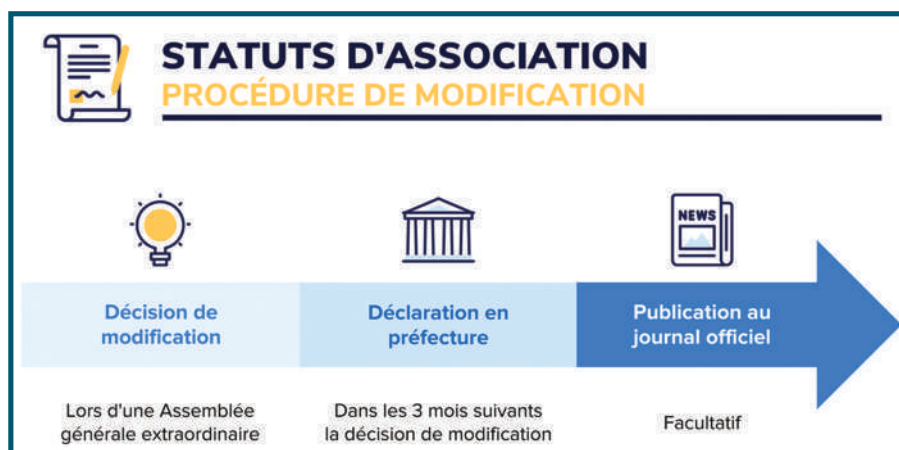 STATUTS D'ASSOCIATION
PROCÉDURE DE MODIFICATION
NEWS
Décision de
modification
Déclaration en
préfecture
Publication au
journal officiel
Lors d'une Assemblée
générale extraordinaire
Dans les 3 mois suivants
la décision de modification
Facultatif